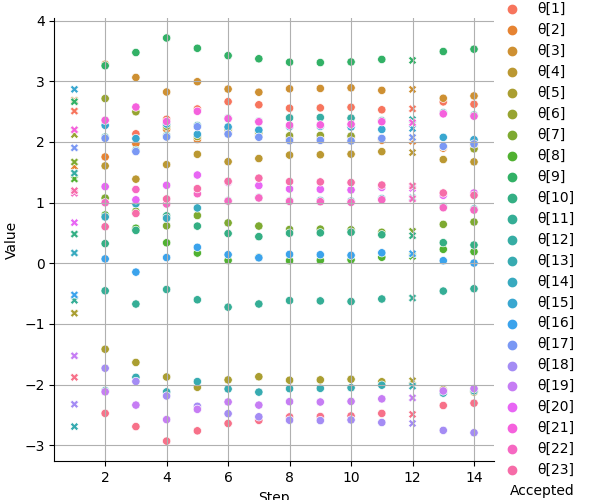 4
3
2
1
0
−1
−2
−3
Value
2
4
6
8
10
12
14
Step
θ[1]
θ[2]
θ[3]
θ[4]
θ[5]
θ[6]
θ[7]
θ[8]
θ[9]
θ[10]
θ[11]
θ[12]
θ[13]
θ[14]
θ[15]
θ[16]
θ[17]
θ[18]
θ[19]
θ[20]
θ[21]
θ[22]
θ[23]
Accepted